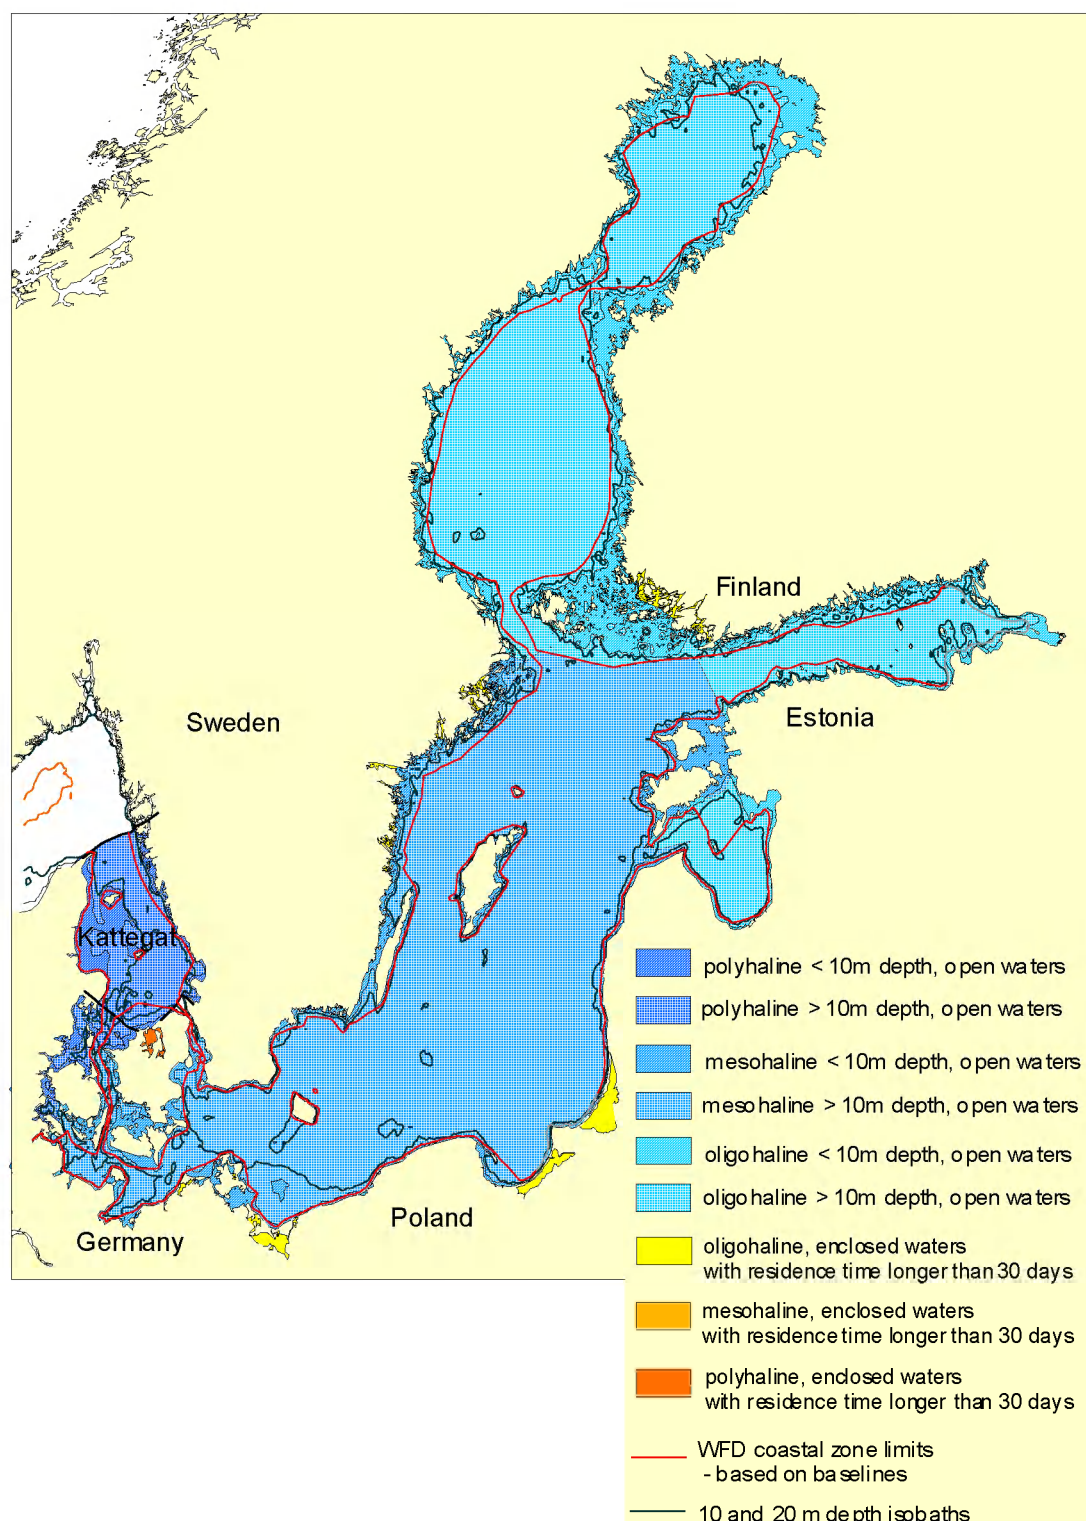 Finland
Sweden
Estonia
Kattegat
Poland
Germany
polyhaline < 10m depth, open waters
polyhaline > 10m depth, open waters
mesohaline < 10m depth, open waters
mesohaline > 10m depth, open waters
oligohaline < 10m depth, open waters
oligohaline > 10m depth, open waters
oligohaline, enclosed waters
with residence time longer than 30 days
mesohaline, enclosed waters
with residence time longer than 30 days
polyhaline, enclosed waters
with residence time longer than 30 days
WFD coastal zone limits
- based on baselines
10 and 20 m depth isobaths